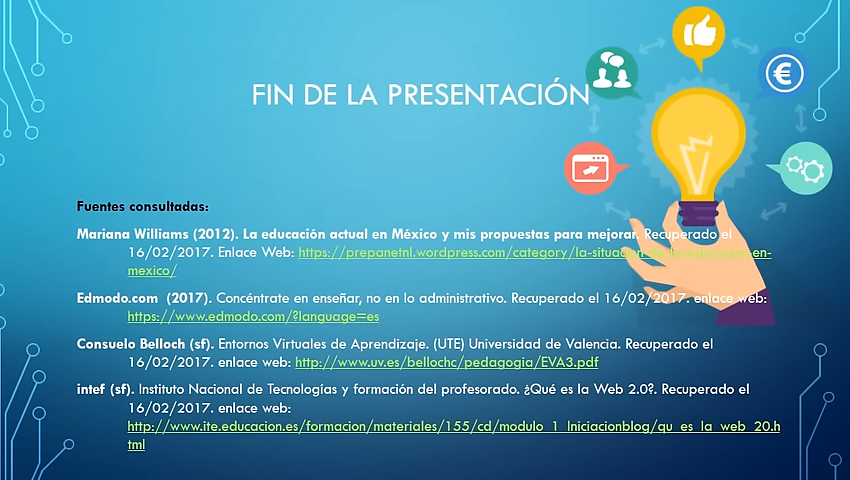 FIN DE LA PRESENTACIÓN
Fuentes consultadas:
Mariana Williams (2012). La educación actual en México y mis propuestas para mejorar. Recuperado el
16/02/2017. Enlace Web: https://prepanetnl.wordpress.com/category/la-situacion-de-la-educacion-en-
mexico/
Edmodo.com (2017). Concéntrate en enseñar, no en lo administrativo. Recuperado el 16/02/2017. enlace web:
https://www.edmodo.com/?language=es
Consuelo Belloch (sf). Entornos Virtuales de Aprendizaje. (UTE) Universidad de Valencia. Recuperado el
16/02/2017. enlace web: http://www.uv.es/bellochc/pedagogia/EVA3.pdf
intef (sf). Instituto Nacional de Tecnologías y formación del profesorado. ¿Qué es la Web 2.0?. Recuperado el
16/02/2017. enlace web:
http://www.ite.educacion.es/formacion/materiales/155/cd/modulo_1_Iniciacionblog/qu_es_la_web_20.h
tml